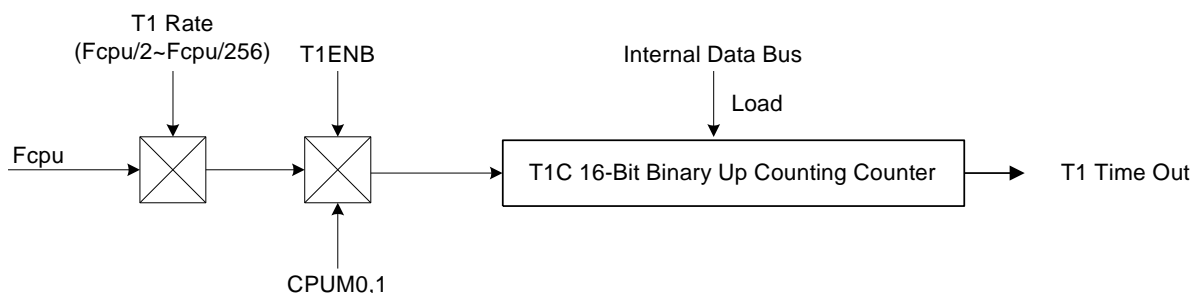 T1 Rate
(Fcpu/2~Fcpu/256)
T1ENB
Internal Data Bus
Load
Fcpu
T1C 16-Bit Binary Up Counting Counter
T1 Time Out
CPUM0,1